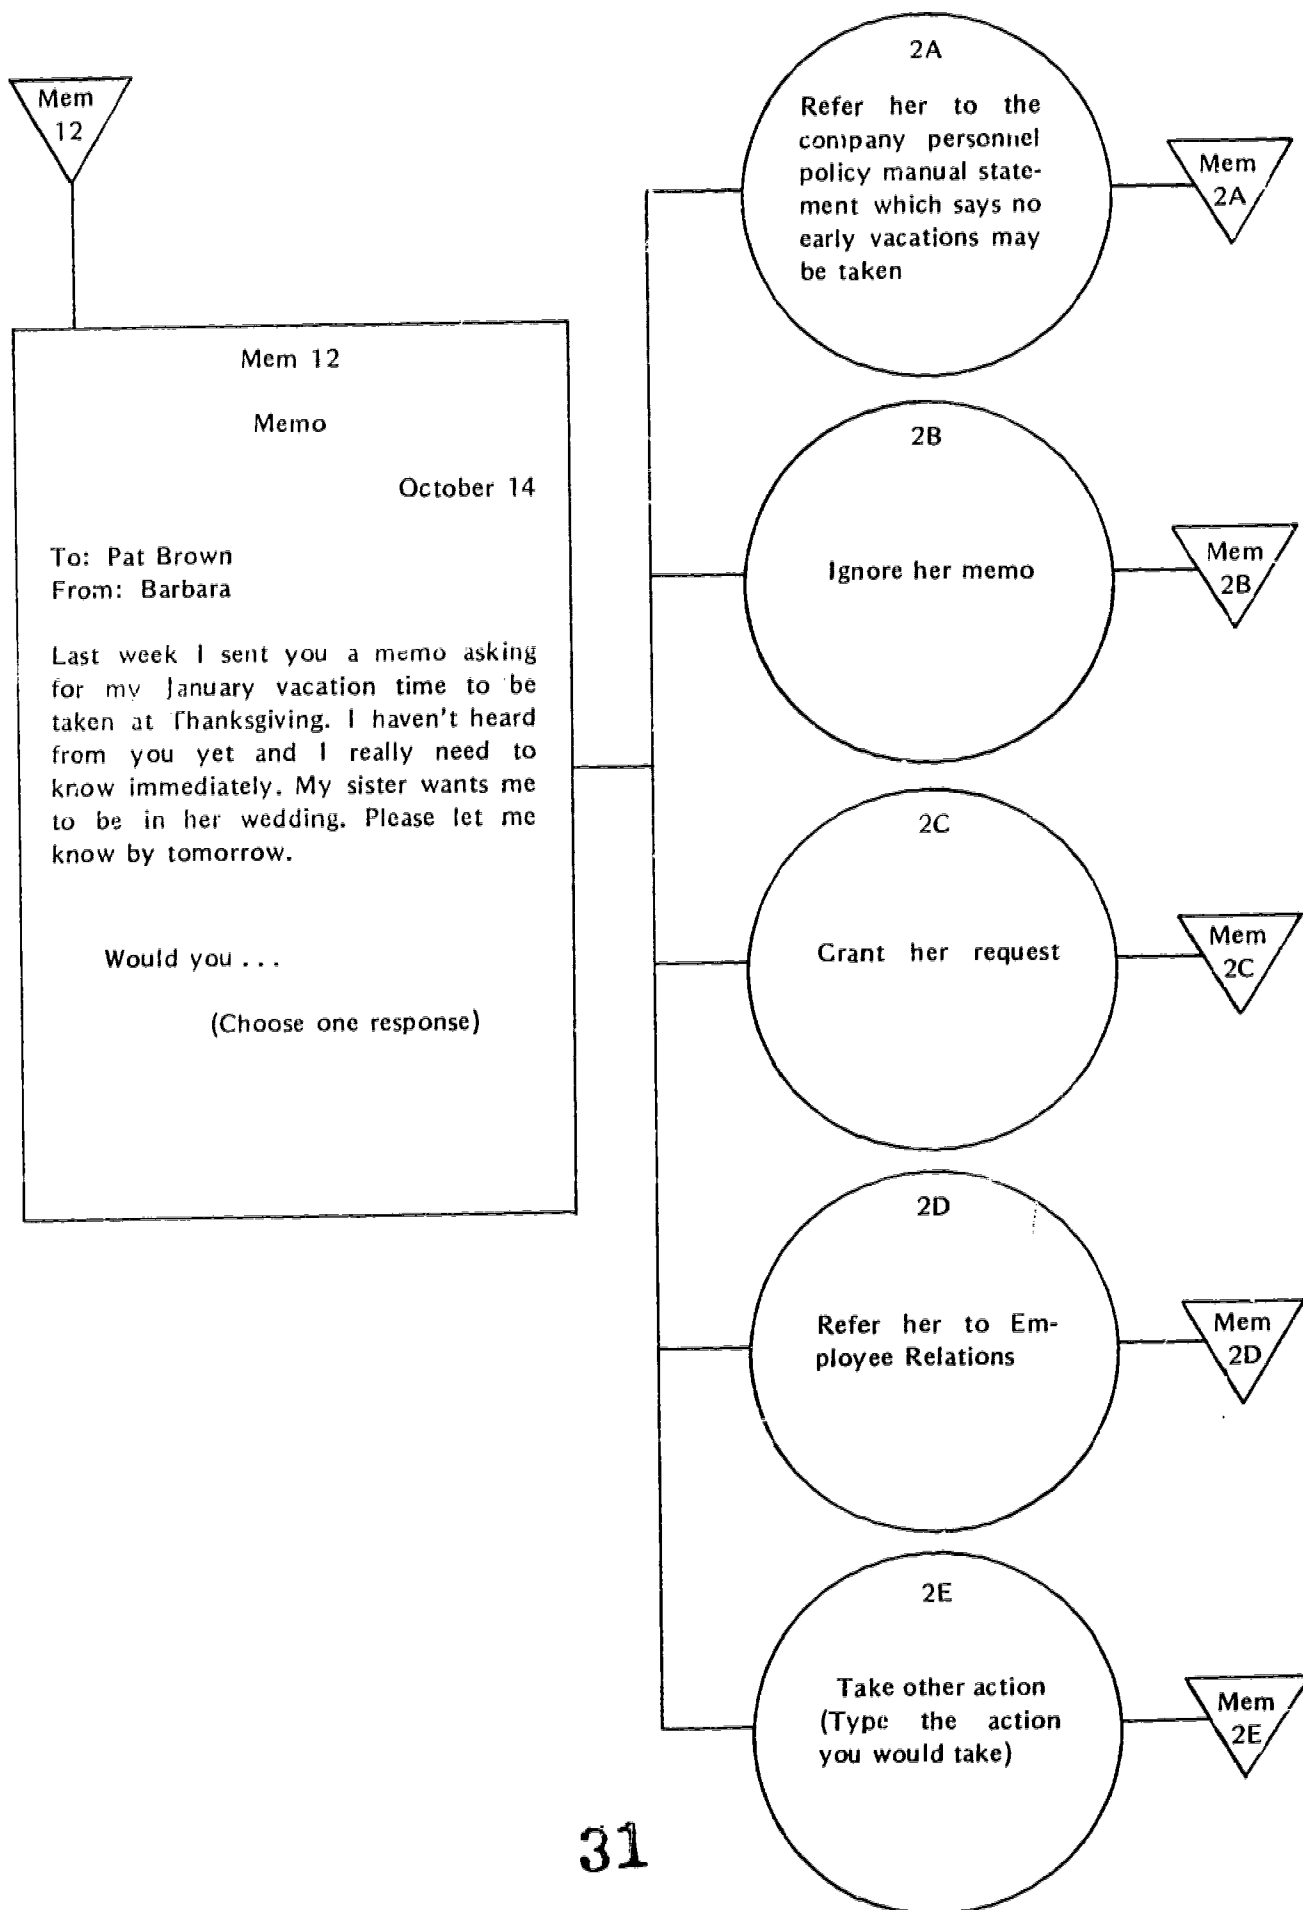 Mem
12
Mem 12
Memo
October 14
To: Pat Brown
From: Barbara
Last week I sent you a memo asking
for my January vacation time to be
taken at Thanksgiving. I haven't heard
from you yet and I really need to
know immediately. My sister wants me
to be in her wedding. Please let me
know by tomorrow.
Would you ...
(Choose one response)
2A
Refer her to the
company personnel
policy manual state-
ment which says no
early vacations may
be taken
Mem
2A
2B
Ignore her memo
Mem
2B
2C
Grant her request
Mem
2C
2D
Refer her to Em-
ployee Relations
Mem
2D
2E
Take other action
(Type the action
you would take)
Mem
2E
31